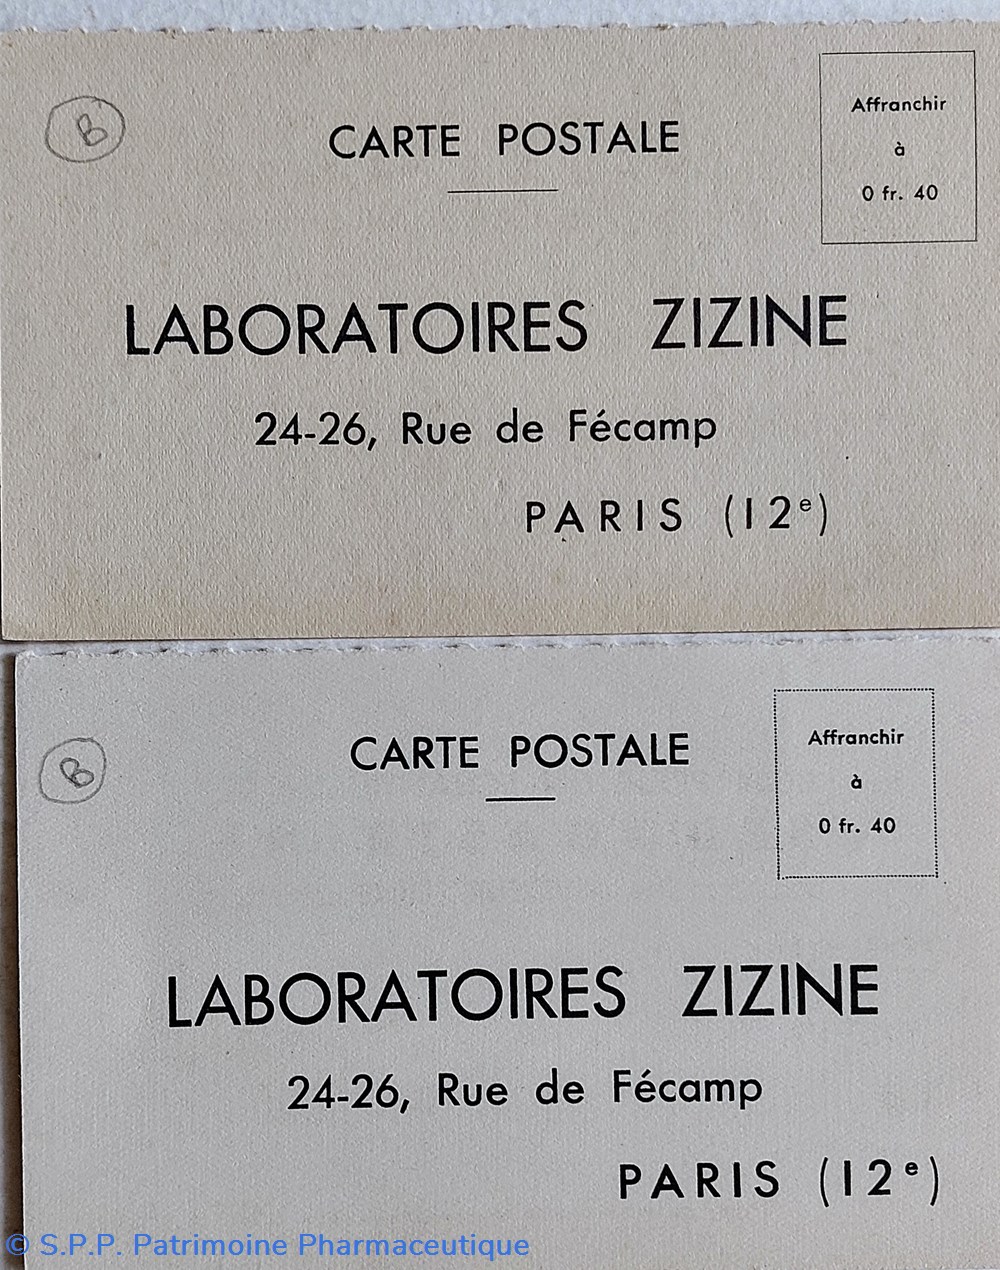 Affranchir
à
0 fr. 40
B
CARTE POSTALE
LABORATOIRES ZIZINE
24-26, Rue de Fécamp
PARIS (12e)
Affranchir
à
0 fr. 40
B
CARTE POSTALE
LABORATOIRES ZIZINE
24-26, Rue de Fécamp
PARIS (12e)
© S.P.P. Patrimoine Pharmaceutique